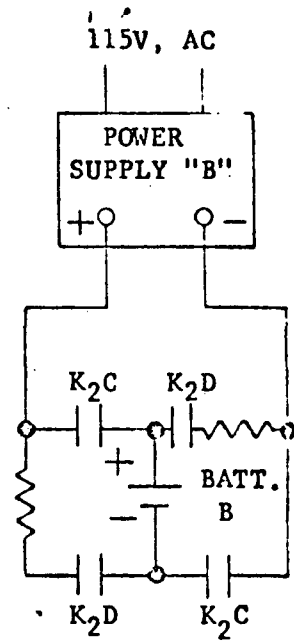 115V, AC
POWER
SUPPLY "B"
+ −
K₂C K₂D
+
BATT.
− B
K₂D K₂C